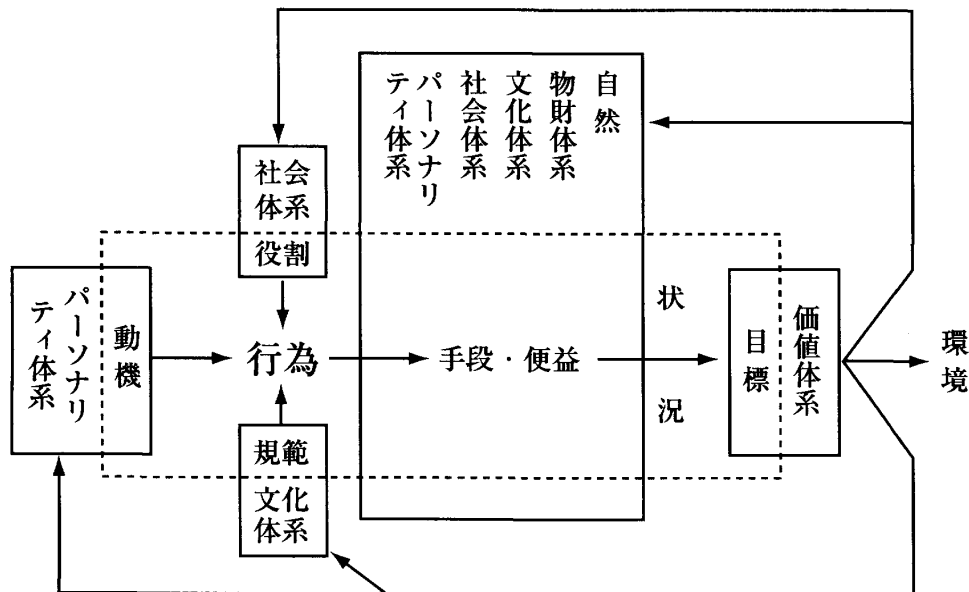 自然
物財体系
文化体系
社会体系
パーソナリ
ティ体系
社会
体系
役割
パーソナリ
ティ体系
動機
行為
手段・便益
状況
目標
価値体系
環境
規範
文化
体系